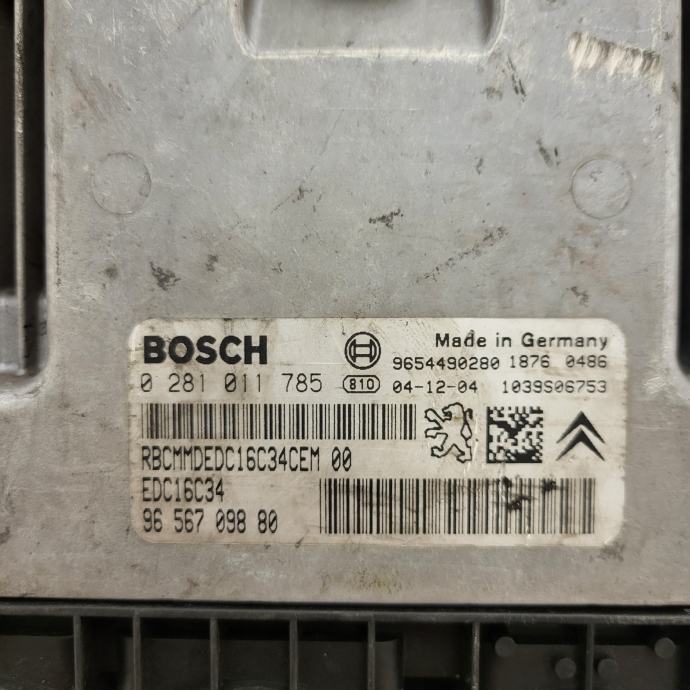 BOSCH
Made in Germany
9654490280 1876 0486
0 281 011 785 810 04-12-04 1039S06753
RBCMMDEDC16C34CEM 00
EDC16C34
96 567 098 80